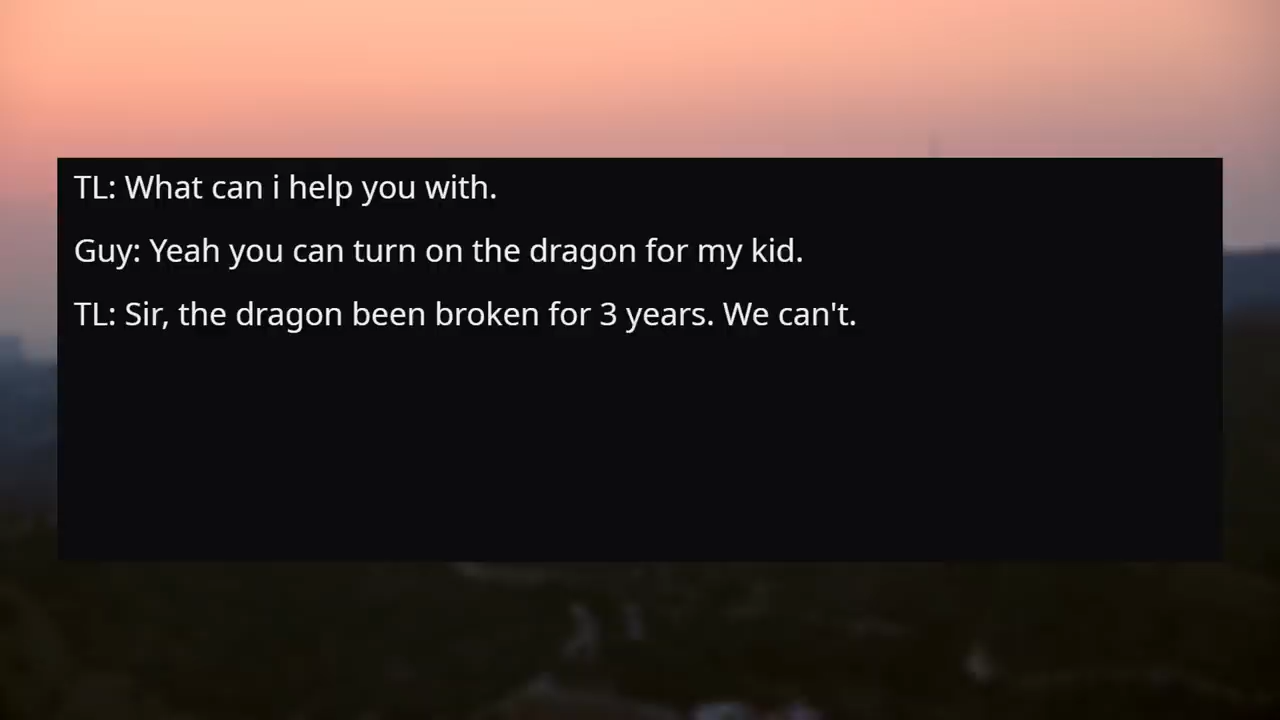 TL: What can i help you with.
Guy: Yeah you can turn on the dragon for my kid.
TL: Sir, the dragon been broken for 3 years. We can't.